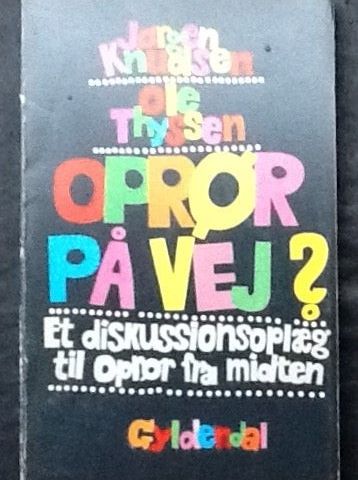 Jørgen
Knudsen
Ole
Thyssen
OPRØR
PÅ VEJ?
Et diskussionsoplæg
til Oprør fra midten
Gyldendal